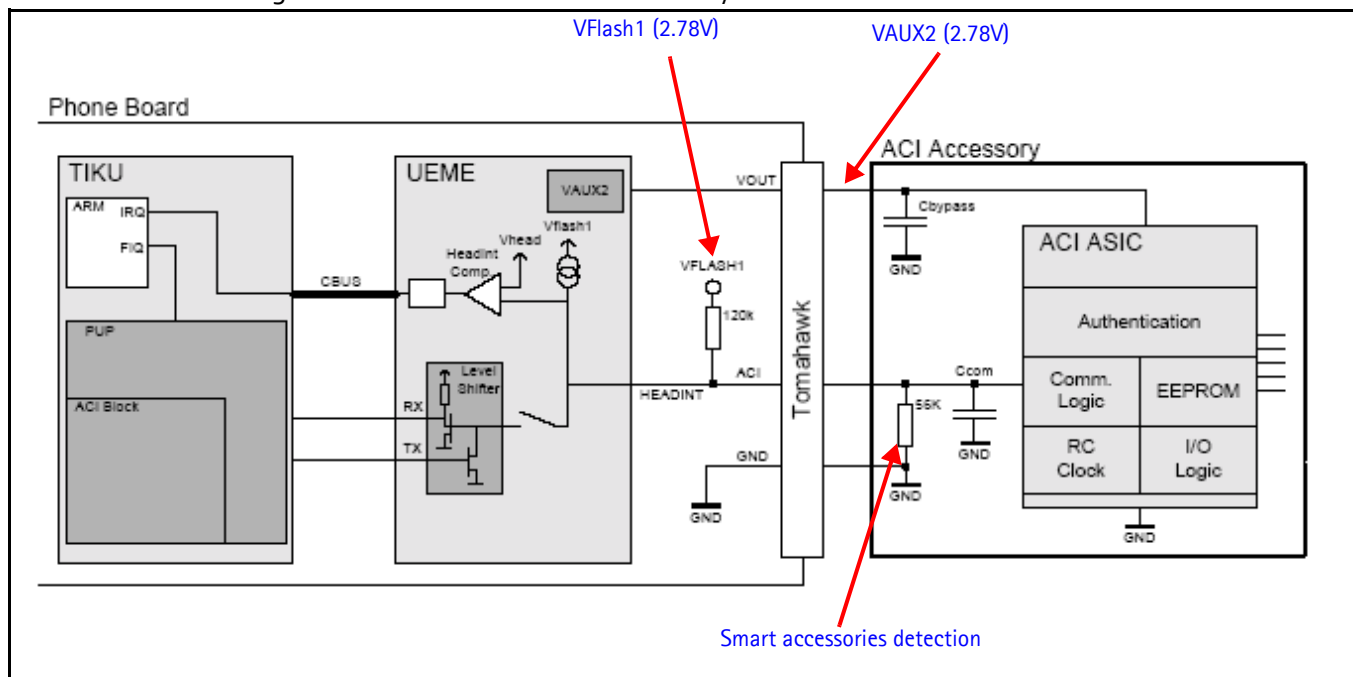 VFlash1 (2.78V)
VAUX2 (2.78V)
Phone Board
ACI Accessory
TIKU
ARM
IRQ
FIQ
PUP
ACI Block
CBUS
RX
TX
UEME
VAUX2
Vflash1
Vhead
HeadInt
Comp.
Level
Shifter
VOUT
VFLASH1
120k
ACI
HEADINT
GND
GND
Tomahawk
Cbypass
GND
Ccom
GND
GND
ACI ASIC
Authentication
Comm.
Logic
EEPROM
RC
Clock
I/O
Logic
GND
Smart accessories detection